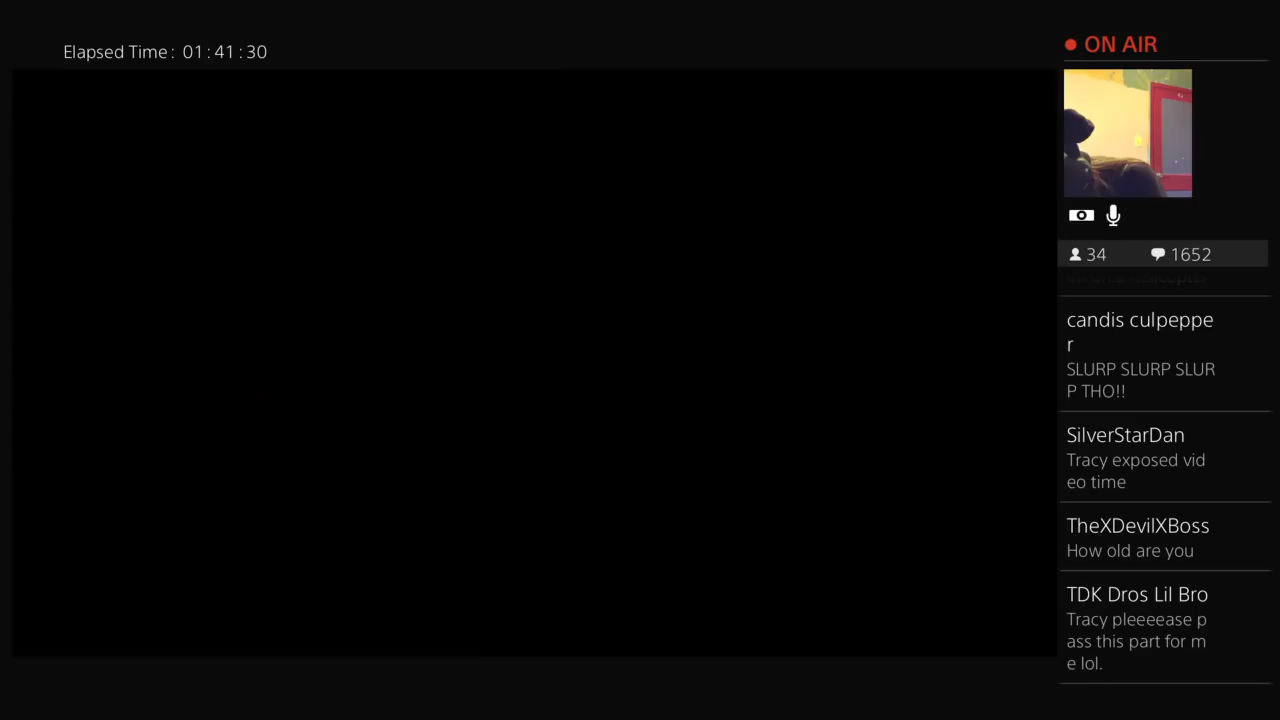 Elapsed Time: 01:41:30
ON AIR
34 1652
candis culpeppe
r
SLURP SLURP SLUR
P THO!!
SilverStarDan
Tracy exposed vid
eo time
TheXDevilXBoss
How old are you
TDK Dros Lil Bro
Tracy pleeeease p
ass this part for m
e lol.